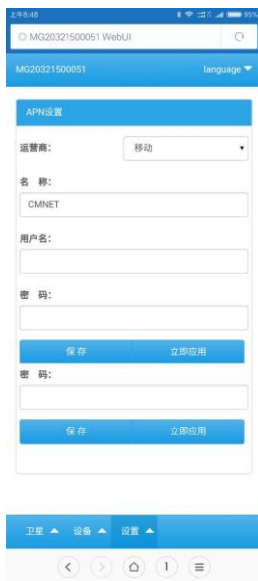 上午8:48 95%
MG20321500051 WebUI
MG20321500051 language
APN设置
运营商: 移动
名 称:
CMNET
用户名:
密 码:
保存 立即应用
密 码:
保存 立即应用
卫星 设备 设置
1